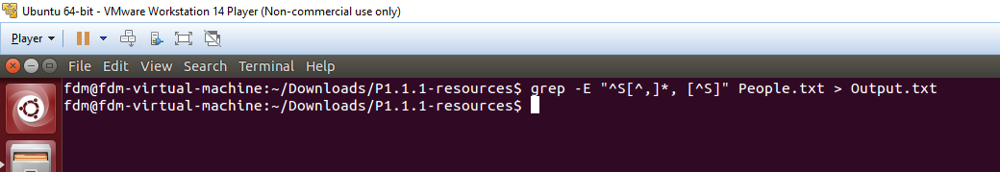 Ubuntu 64-bit - VMware Workstation 14 Player (Non-commercial use only)
Player
File Edit View Search Terminal Help
fdm@fdm-virtual-machine:~/Downloads/P1.1.1-resources$ grep -E "^S[^,]*, [^S]" People.txt > Output.txt
fdm@fdm-virtual-machine:~/Downloads/P1.1.1-resources$